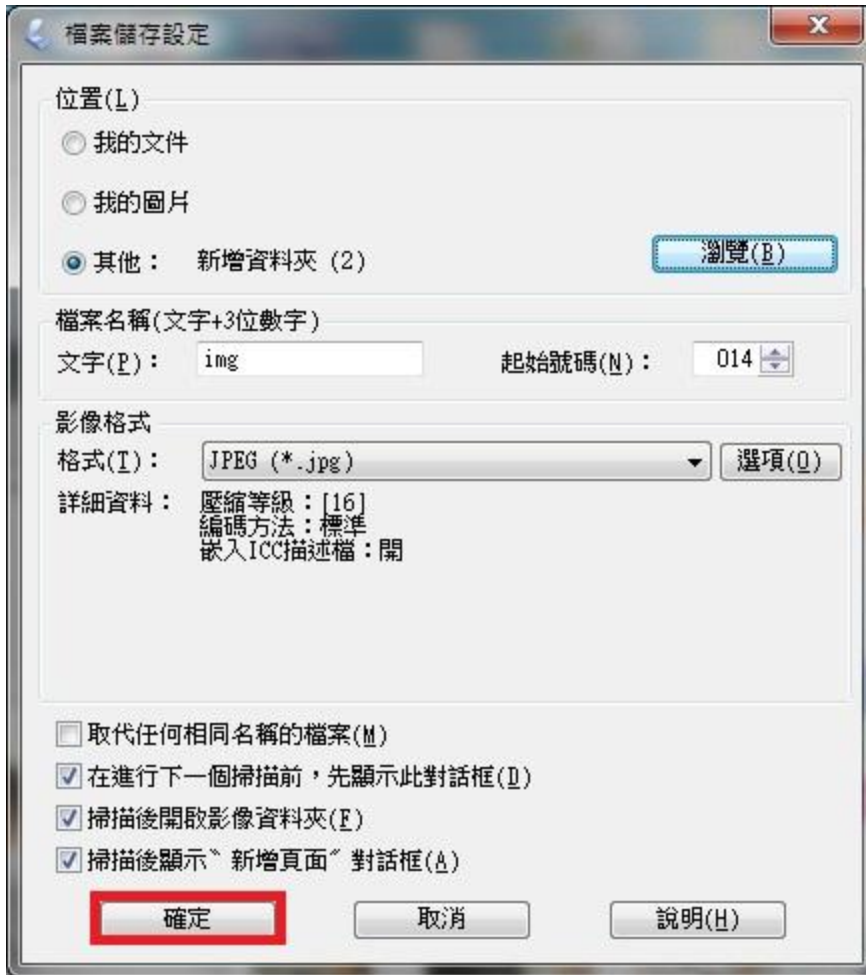 檔案儲存設定
位置(L)
我的文件
我的圖片
其他： 新增資料夾 (2) 瀏覽(B)
檔案名稱(文字+3位數字)
文字(P)： img 起始號碼(N)： 014
影像格式
格式(T)： JPEG (*.jpg) 選項(O)
詳細資料： 壓縮等級：[16]
編碼方法：標準
嵌入ICC描述檔：開
取代任何相同名稱的檔案(M)
在進行下一個掃描前，先顯示此對話框(D)
掃描後開啟影像資料夾(F)
掃描後顯示〝新增頁面〞對話框(A)
確定 取消 說明(H)